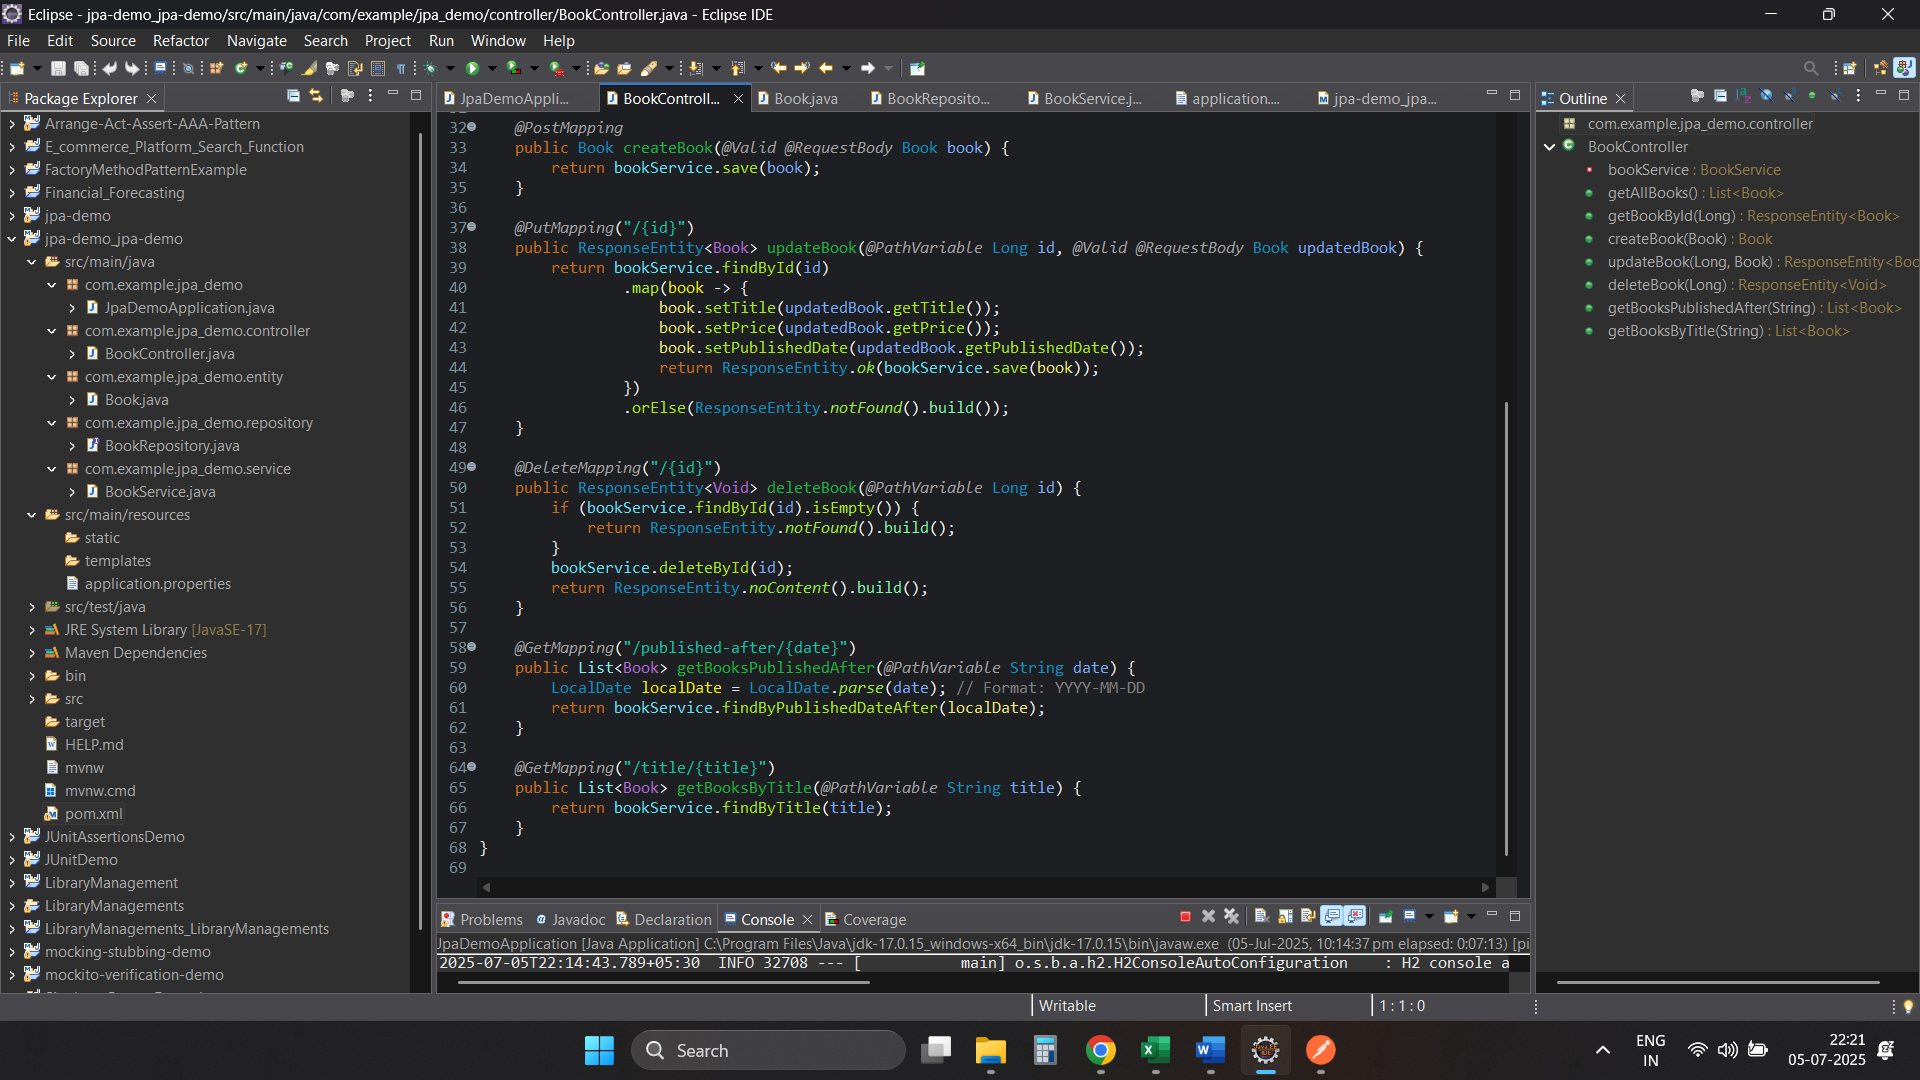 Eclipse - jpa-demo_jpa-demo/src/main/java/com/example/jpa_demo/controller/BookController.java - Eclipse IDE
File Edit Source Refactor Navigate Search Project Run Window Help
Package Explorer
Arrange-Act-Assert-AAA-Pattern
E_commerce_Platform_Search_Function
FactoryMethodPatternExample
Financial_Forecasting
jpa-demo
jpa-demo_jpa-demo
src/main/java
com.example.jpa_demo
JpaDemoApplication.java
com.example.jpa_demo.controller
BookController.java
com.example.jpa_demo.entity
Book.java
com.example.jpa_demo.repository
BookRepository.java
com.example.jpa_demo.service
BookService.java
src/main/resources
static
templates
application.properties
src/test/java
JRE System Library [JavaSE-17]
Maven Dependencies
bin
src
target
HELP.md
mvnw
mvnw.cmd
pom.xml
JUnitAssertionsDemo
JUnitDemo
LibraryManagement
LibraryManagements
LibraryManagements_LibraryManagements
mocking-stubbing-demo
mockito-verification-demo
JpaDemoAppli... BookControll... Book.java BookReposito... BookService.j... application.... jpa-demo_jpa...
32 @PostMapping
33 public Book createBook(@Valid @RequestBody Book book) {
34 return bookService.save(book);
35 }
36
37 @PutMapping("/{id}")
38 public ResponseEntity<Book> updateBook(@PathVariable Long id, @Valid @RequestBody Book updatedBook) {
39 return bookService.findById(id)
40 .map(book -> {
41 book.setTitle(updatedBook.getTitle());
42 book.setPrice(updatedBook.getPrice());
43 book.setPublishedDate(updatedBook.getPublishedDate());
44 return ResponseEntity.ok(bookService.save(book));
45 })
46 .orElse(ResponseEntity.notFound().build());
47 }
48
49 @DeleteMapping("/{id}")
50 public ResponseEntity<Void> deleteBook(@PathVariable Long id) {
51 if (bookService.findById(id).isEmpty()) {
52 return ResponseEntity.notFound().build();
53 }
54 bookService.deleteById(id);
55 return ResponseEntity.noContent().build();
56 }
57
58 @GetMapping("/published-after/{date}")
59 public List<Book> getBooksPublishedAfter(@PathVariable String date) {
60 LocalDate localDate = LocalDate.parse(date); // Format: YYYY-MM-DD
61 return bookService.findByPublishedDateAfter(localDate);
62 }
63
64 @GetMapping("/title/{title}")
65 public List<Book> getBooksByTitle(@PathVariable String title) {
66 return bookService.findByTitle(title);
67 }
68 }
69
Problems Javadoc Declaration Console Coverage
JpaDemoApplication [Java Application] C:\Program Files\Java\jdk-17.0.15_windows-x64_bin\jdk-17.0.15\bin\javaw.exe (05-Jul-2025, 10:14:37 pm elapsed: 0:07:13) [pi
2025-07-05T22:14:43.789+05:30 INFO 32708 --- [ main] o.s.b.a.h2.H2ConsoleAutoConfiguration : H2 console a
Outline
com.example.jpa_demo.controller
BookController
bookService : BookService
getAllBooks() : List<Book>
getBookById(Long) : ResponseEntity<Book>
createBook(Book) : Book
updateBook(Long, Book) : ResponseEntity<Boo
deleteBook(Long) : ResponseEntity<Void>
getBooksPublishedAfter(String) : List<Book>
getBooksByTitle(String) : List<Book>
Writable Smart Insert 1 : 1 : 0
Search
ENG
IN
22:21
05-07-2025